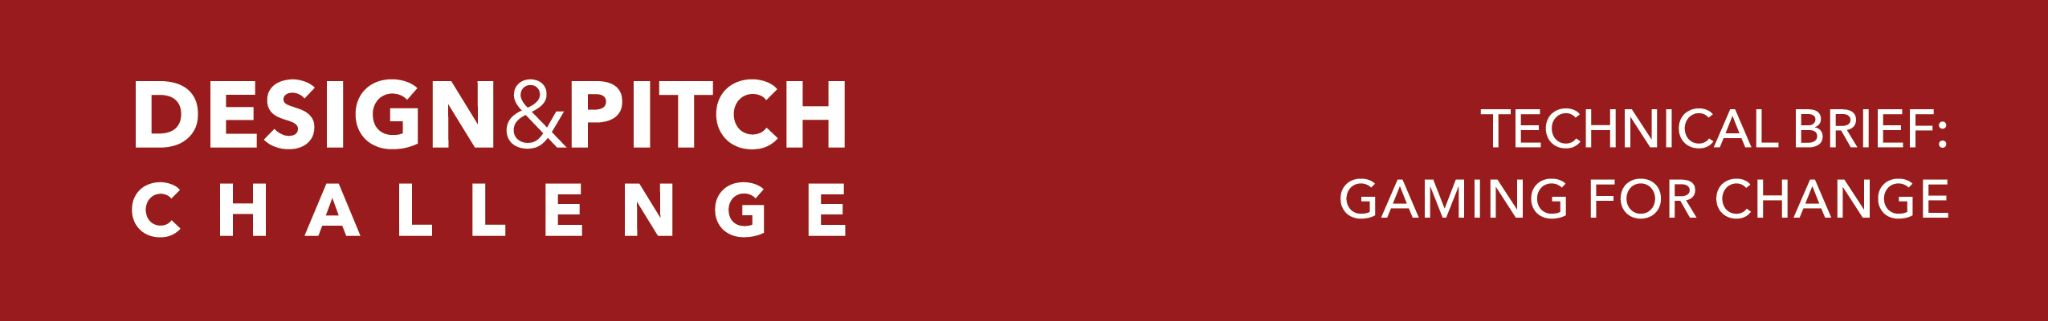 DESIGN&PITCH
CHALLENGE
TECHNICAL BRIEF:
GAMING FOR CHANGE